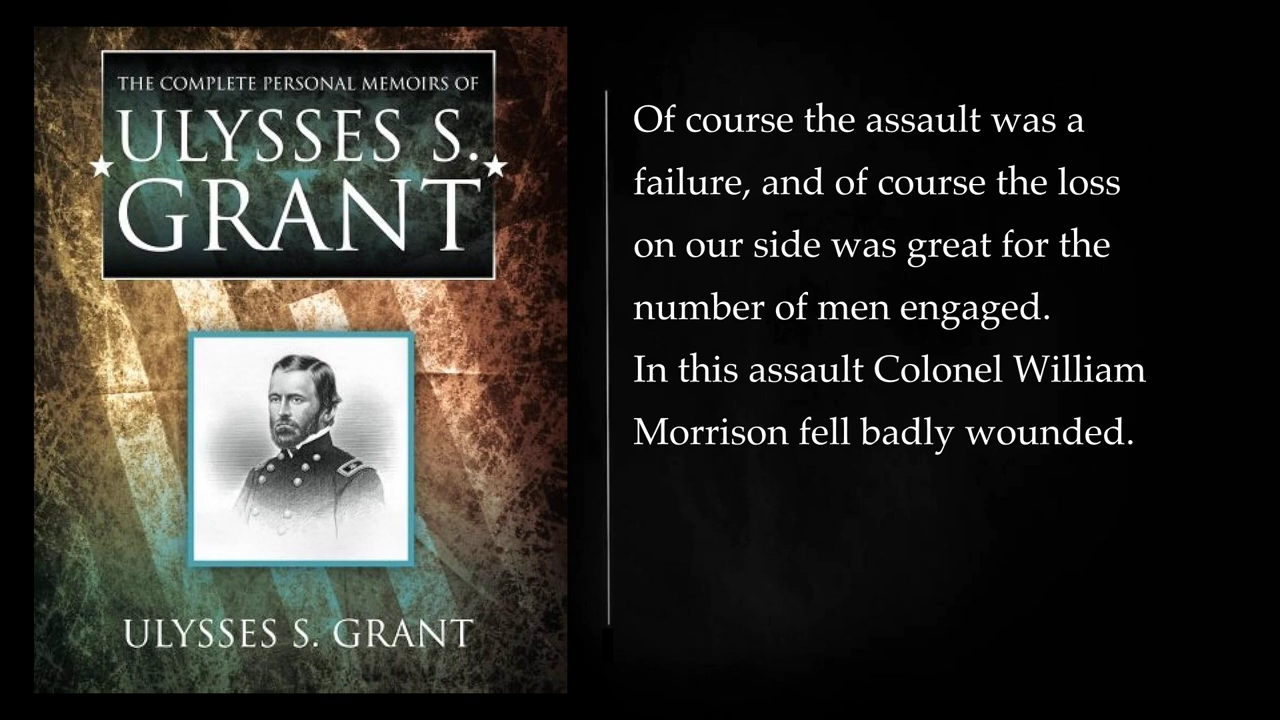 THE COMPLETE PERSONAL MEMOIRS OF
ULYSSES S.
GRANT
ULYSSES S. GRANT
Of course the assault was a
failure, and of course the loss
on our side was great for the
number of men engaged.
In this assault Colonel William
Morrison fell badly wounded.